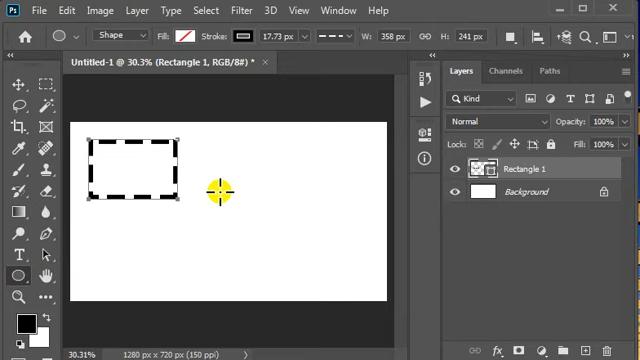 Ps File Edit Image Layer Type Select Filter 3D View Window Help
Shape Fill: Stroke: 17.73 px W: 358 px H: 241 px
Untitled-1 @ 30.3% (Rectangle 1, RGB/8#) *
Layers Channels Paths
Kind
Normal Opacity: 100%
Lock: Fill: 100%
Rectangle 1
Background
T
30.31% 1280 px x 720 px (150 ppi)
fx